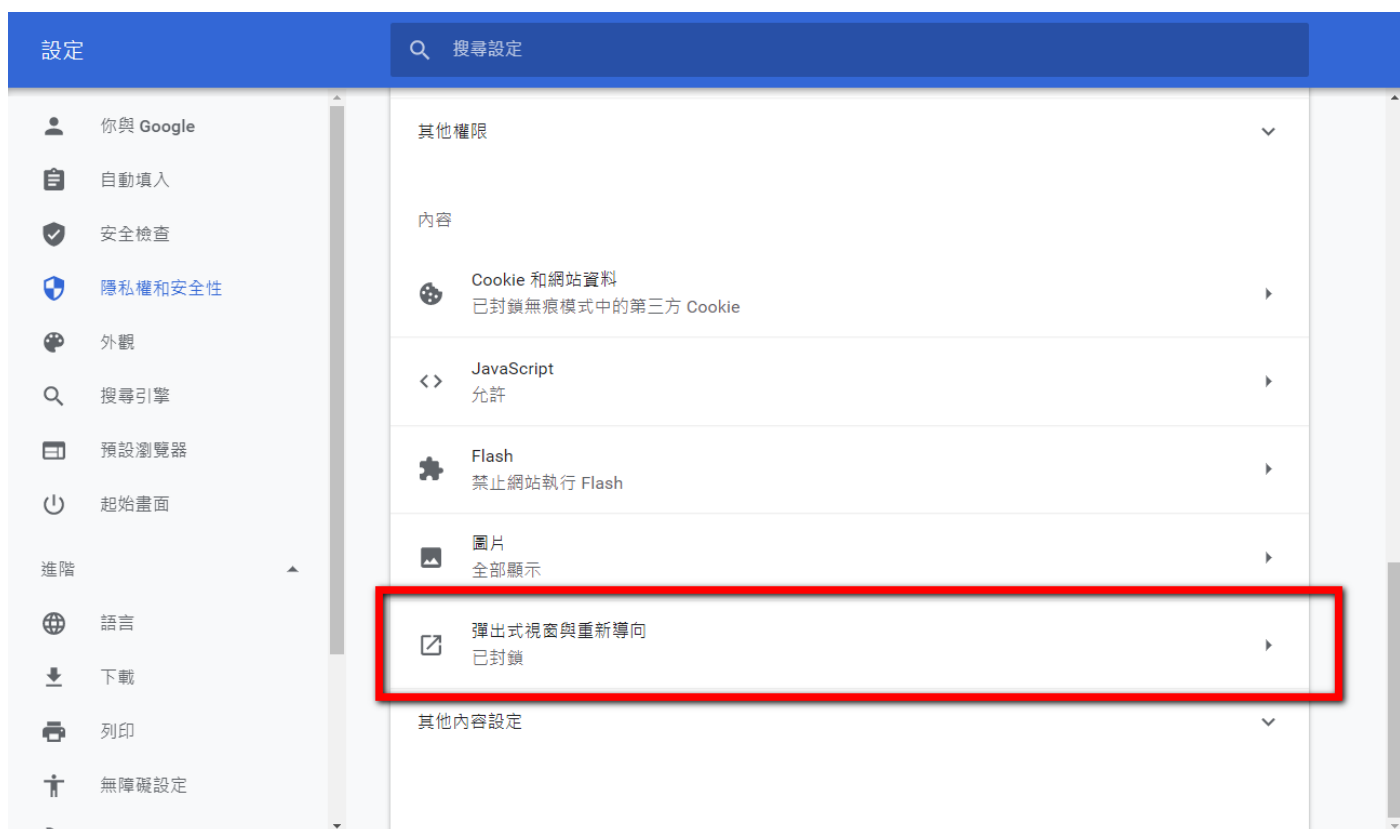 設定
搜尋設定
你與 Google
自動填入
安全檢查
隱私權和安全性
外觀
搜尋引擎
預設瀏覽器
起始畫面
進階
語言
下載
列印
無障礙設定
其他權限
內容
Cookie 和網站資料
已封鎖無痕模式中的第三方 Cookie
JavaScript
允許
Flash
禁止網站執行 Flash
圖片
全部顯示
彈出式視窗與重新導向
已封鎖
其他內容設定